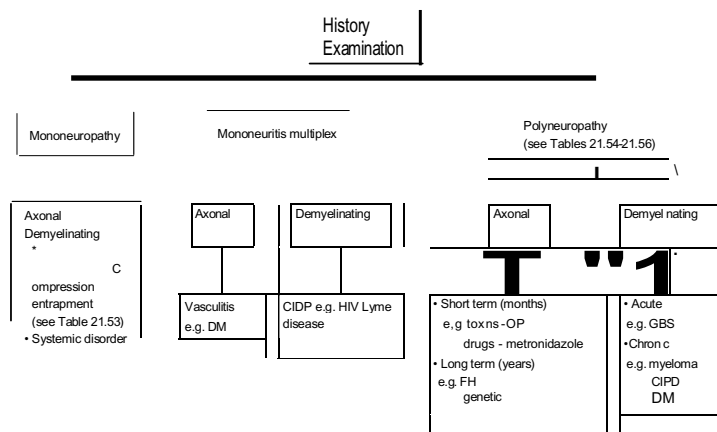 History
Examination
Mononeuropathy
Mononeuritis multiplex
Polyneuropathy
(see Tables 21.54-21.56)
\
Axonal
Demyelinating
*
C
ompression
entrapment
(see Table 21.53)
• Systemic disorder
Axonal
Demyelinating
Vasculitis
e.g. DM
CIDP e.g. HIV Lyme
disease
Axonal
Demyel nating
T "1
• Short term (months)
e,g toxns -OP
drugs - metronidazole
• Long term (years)
e.g. FH
genetic
• Acute
e.g. GBS
•Chron c
e.g. myeloma
CIPD
DM